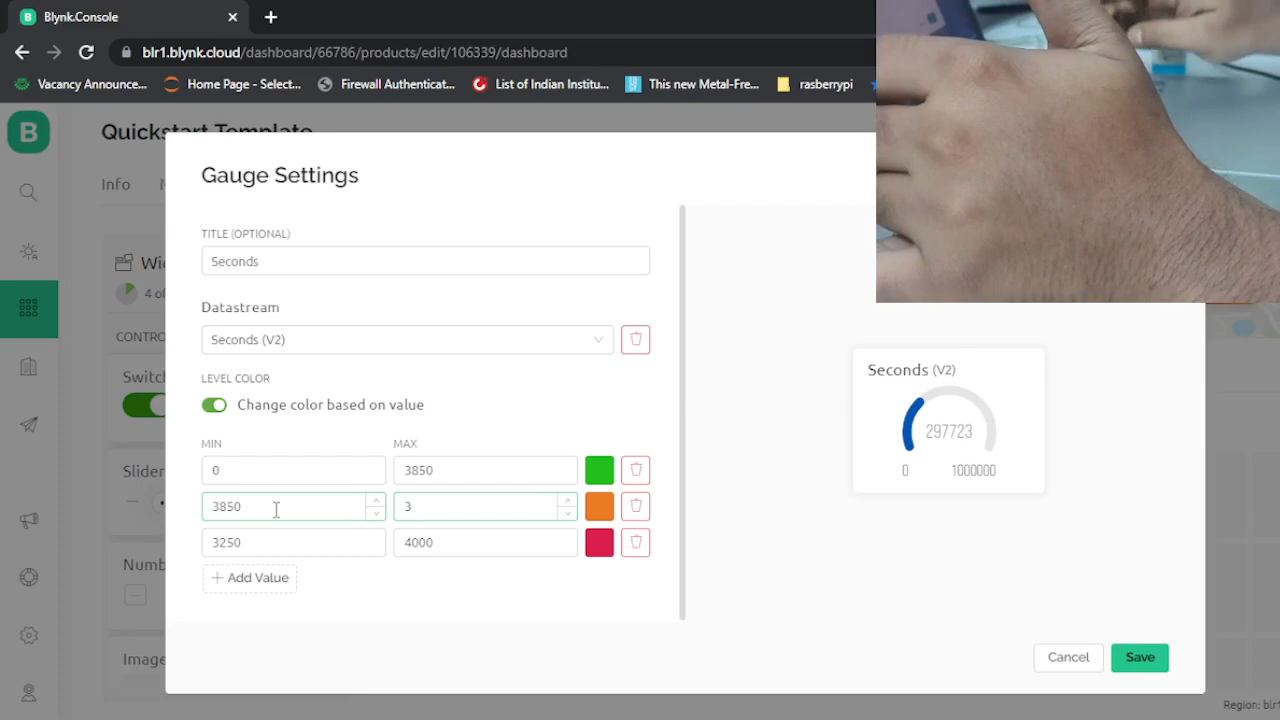 Blynk.Console
blr1.blynk.cloud/dashboard/66786/products/edit/106339/dashboard
Vacancy Announce...
Home Page - Select...
Firewall Authenticat...
List of Indian Institu...
This new Metal-Fre...
rasberrypi
B
Quickstart Template
Info
Gauge Settings
TITLE (OPTIONAL)
Seconds
Datastream
Seconds (V2)
LEVEL COLOR
Change color based on value
MIN
MAX
0
3850
3850
3
3250
4000
+ Add Value
Seconds (V2)
297723
0
1000000
Cancel
Save
4 of
CONTRO
Switc
Slider
Numb
Image
Region: blr1